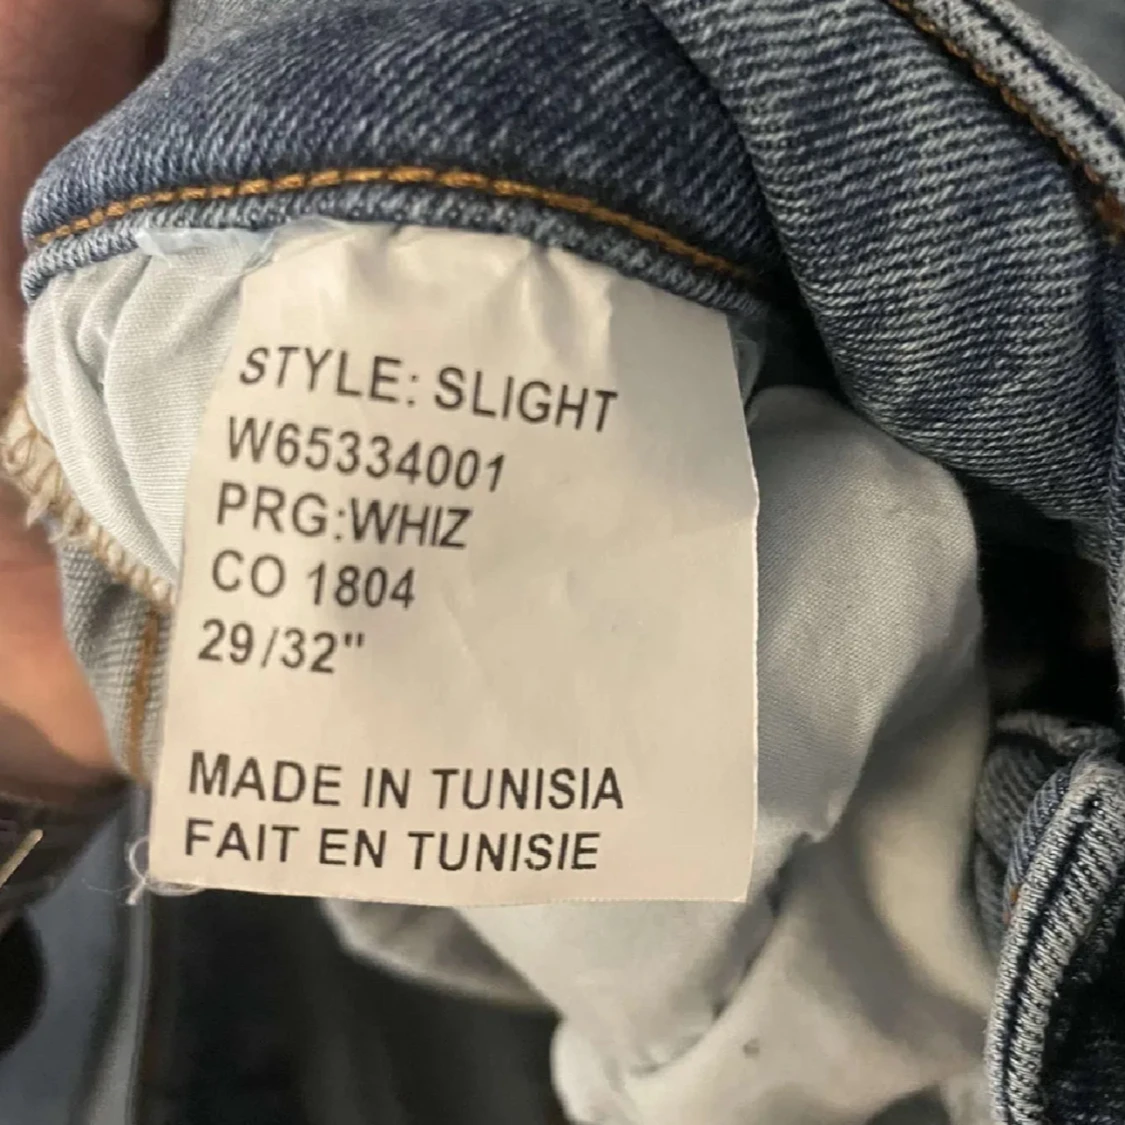 STYLE: SLIGHT
W65334001
PRG:WHIZ
CO 1804
29/32"
MADE IN TUNISIA
FAIT EN TUNISIE